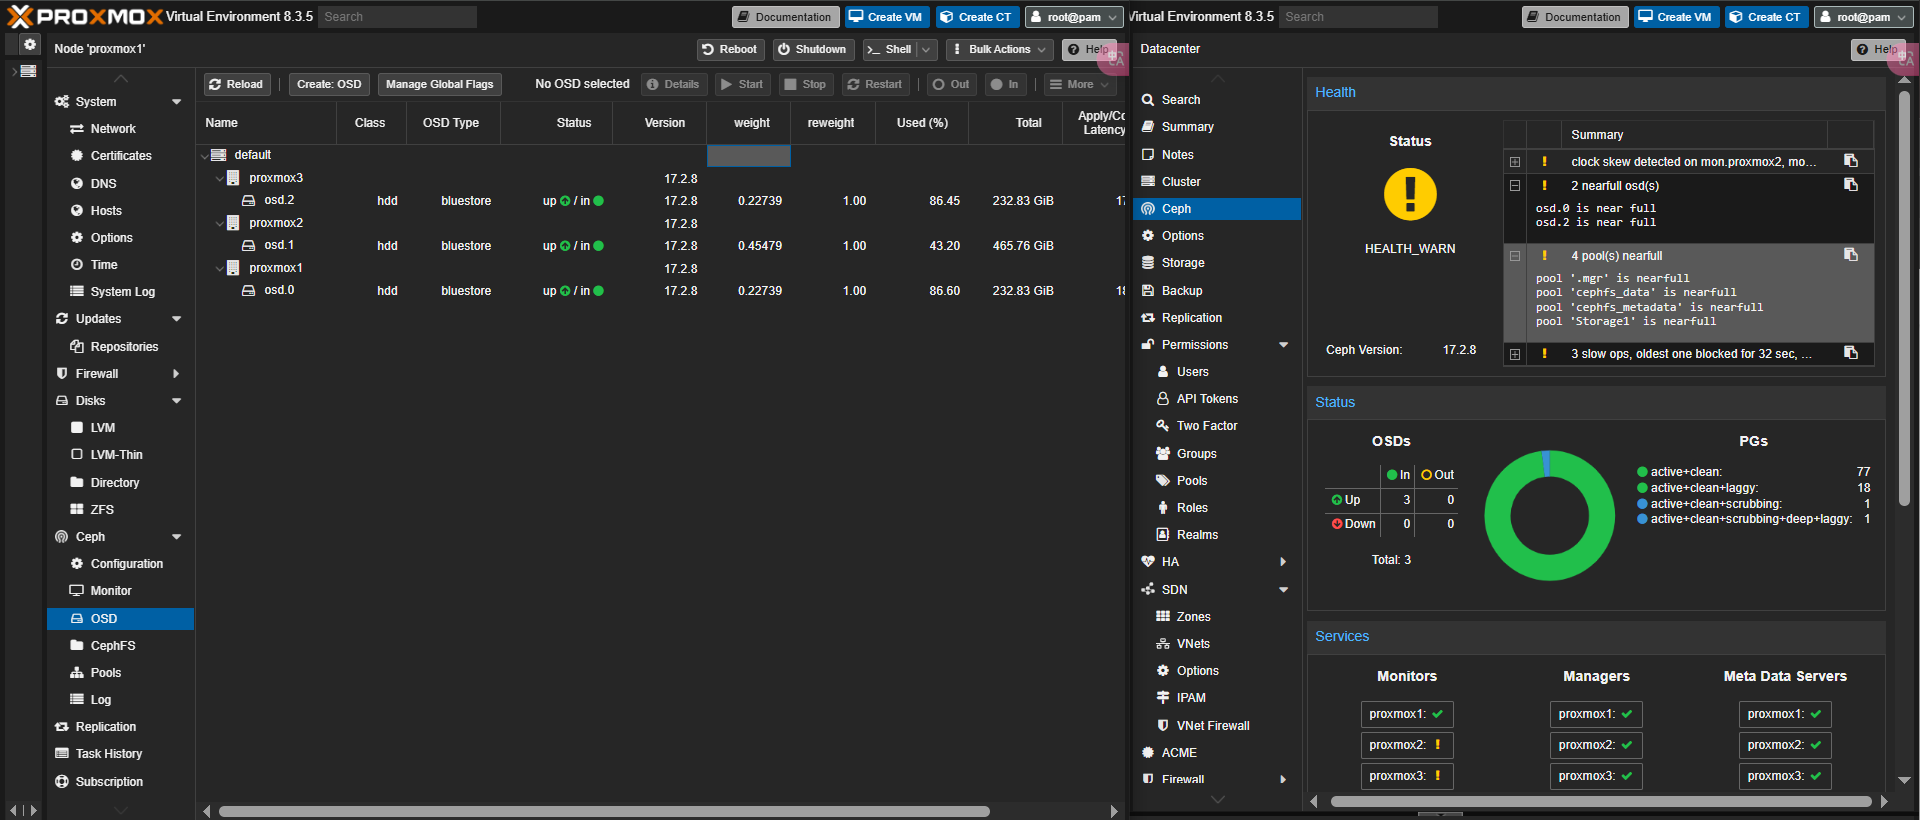 PROXMOX Virtual Environment 8.3.5 Search Documentation Create VM Create CT root@pam
Node 'proxmox1' Reboot Shutdown Shell Bulk Actions Help
System
Network
Certificates
DNS
Hosts
Options
Time
System Log
Updates
Repositories
Firewall
Disks
LVM
LVM-Thin
Directory
ZFS
Ceph
Configuration
Monitor
OSD
CephFS
Pools
Log
Replication
Task History
Subscription
Reload Create: OSD Manage Global Flags No OSD selected Details Start Stop Restart Out In More
Name Class OSD Type Status Version weight reweight Used (%) Total Apply/Co
Latency
default
proxmox3 17.2.8
osd.2 hdd bluestore up / in 17.2.8 0.22739 1.00 86.45 232.83 GiB 17
proxmox2 17.2.8
osd.1 hdd bluestore up / in 17.2.8 0.45479 1.00 43.20 465.76 GiB
proxmox1 17.2.8
osd.0 hdd bluestore up / in 17.2.8 0.22739 1.00 86.60 232.83 GiB 18
Virtual Environment 8.3.5 Search Documentation Create VM Create CT root@pam
Datacenter Help
Search
Summary
Notes
Cluster
Ceph
Options
Storage
Backup
Replication
Permissions
Users
API Tokens
Two Factor
Groups
Pools
Roles
Realms
HA
SDN
Zones
VNets
Options
IPAM
VNet Firewall
ACME
Firewall
Health
Status
HEALTH_WARN
Ceph Version: 17.2.8
Summary
clock skew detected on mon.proxmox2, mo...
2 nearfull osd(s)
osd.0 is near full
osd.2 is near full
4 pool(s) nearfull
pool '.mgr' is nearfull
pool 'cephfs_data' is nearfull
pool 'cephfs_metadata' is nearfull
pool 'Storage1' is nearfull
3 slow ops, oldest one blocked for 32 sec, ...
Status
OSDs
In Out
Up 3 0
Down 0 0
Total: 3
PGs
active+clean: 77
active+clean+laggy: 18
active+clean+scrubbing: 1
active+clean+scrubbing+deep+laggy: 1
Services
Monitors Managers Meta Data Servers
proxmox1: proxmox1: proxmox1:
proxmox2: proxmox2: proxmox2:
proxmox3: proxmox3: proxmox3: